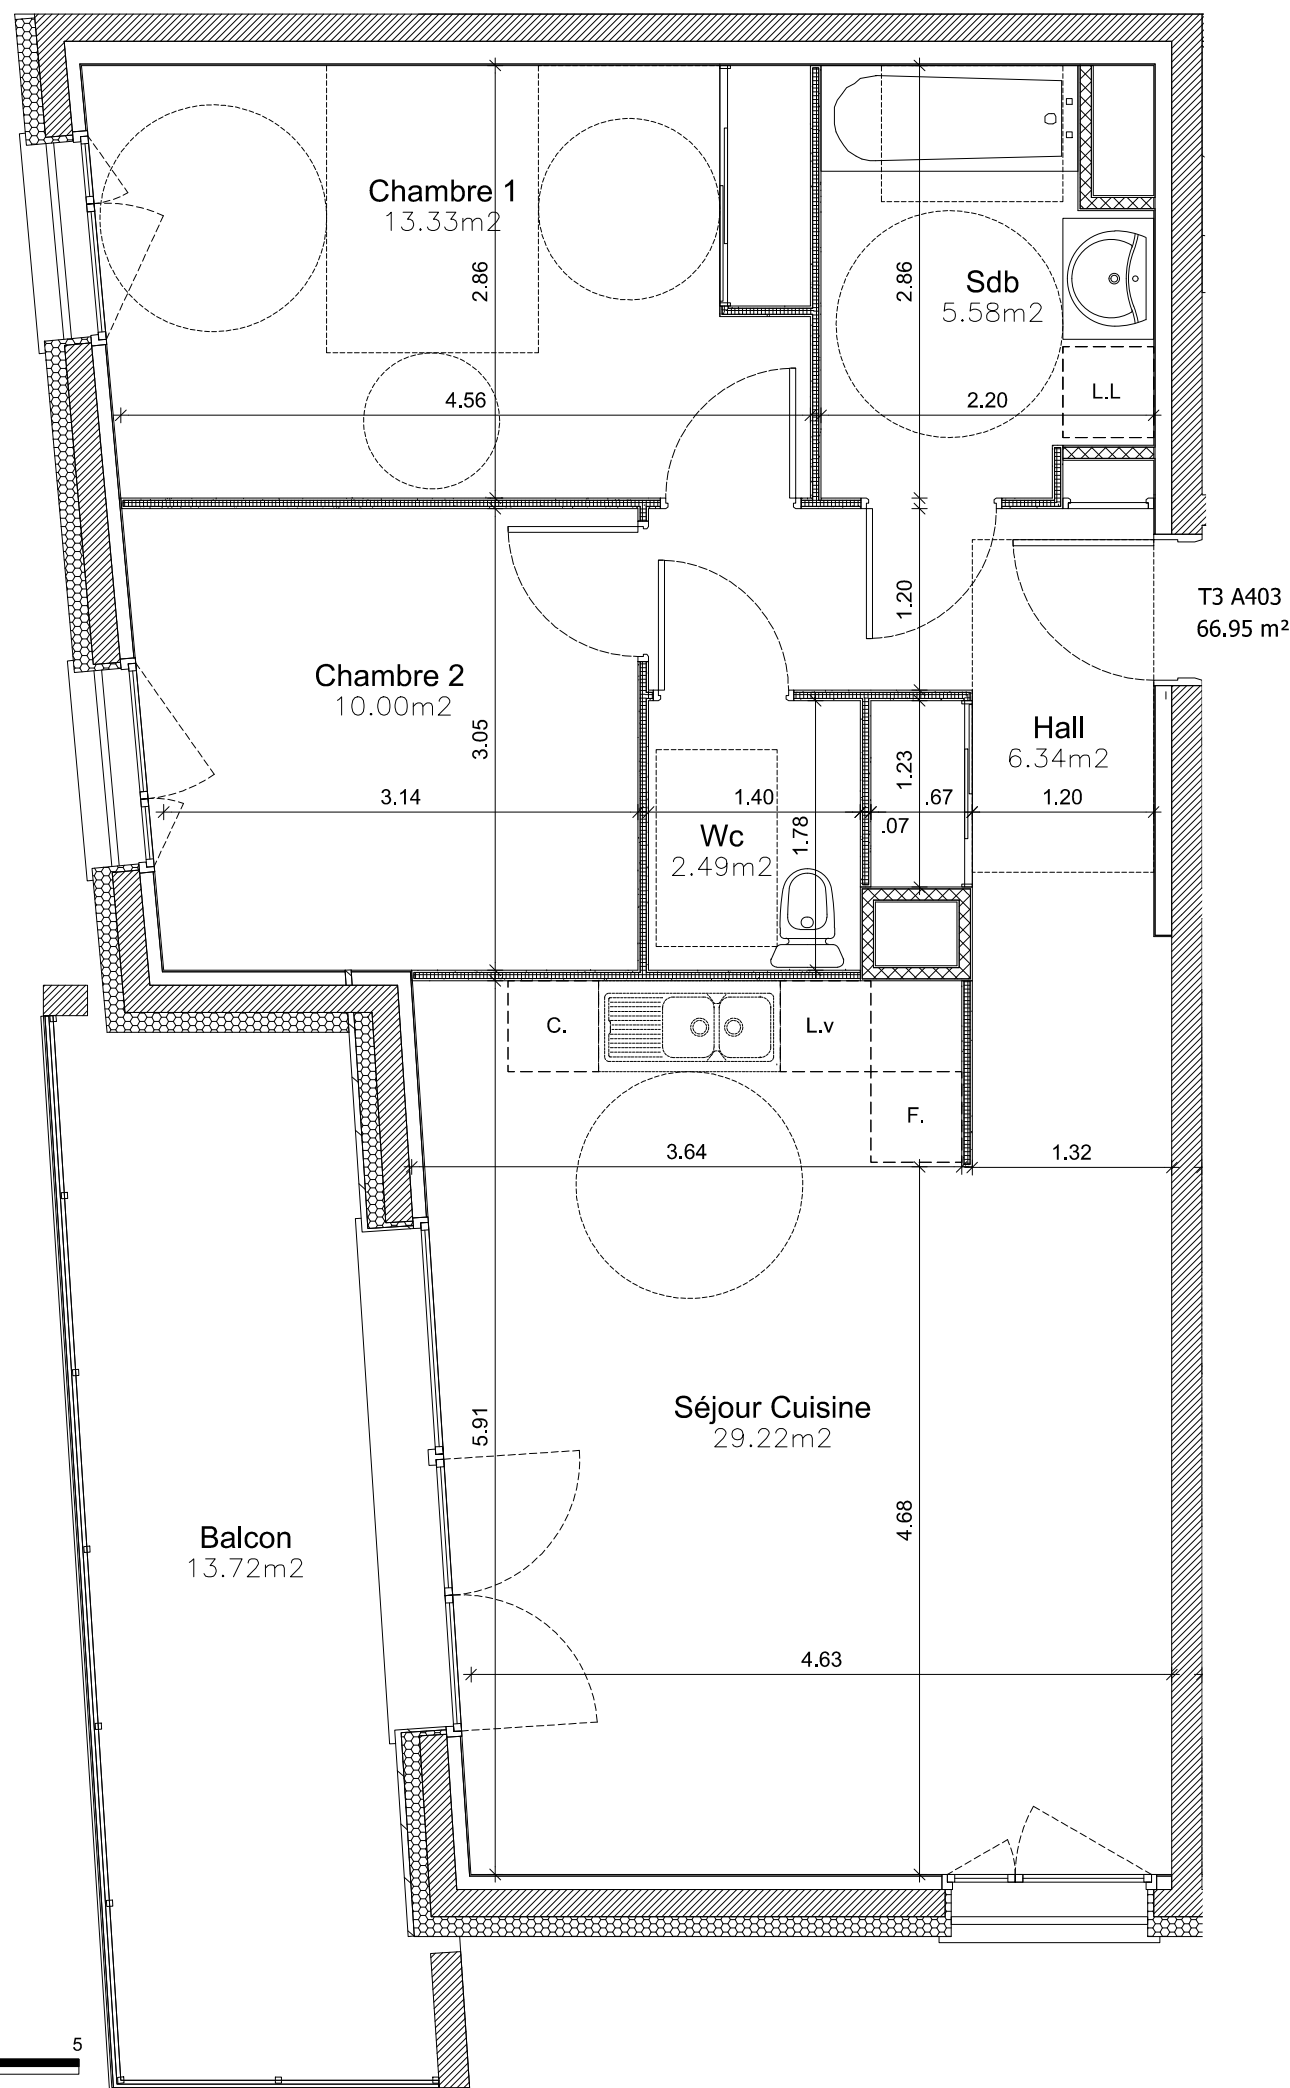 Chambre 1
13.33m2
2.86
4.56
Sdb
5.58m2
2.86
2.20
L.L
1.20
T3 A403
66.95 m²
Chambre 2
10.00m2
3.05
3.14
Wc
2.49m2
1.40
1.78
1.23
.67
.07
Hall
6.34m2
1.20
C.
L.v
F.
3.64
1.32
Séjour Cuisine
29.22m2
5.91
4.68
4.63
Balcon
13.72m2
5